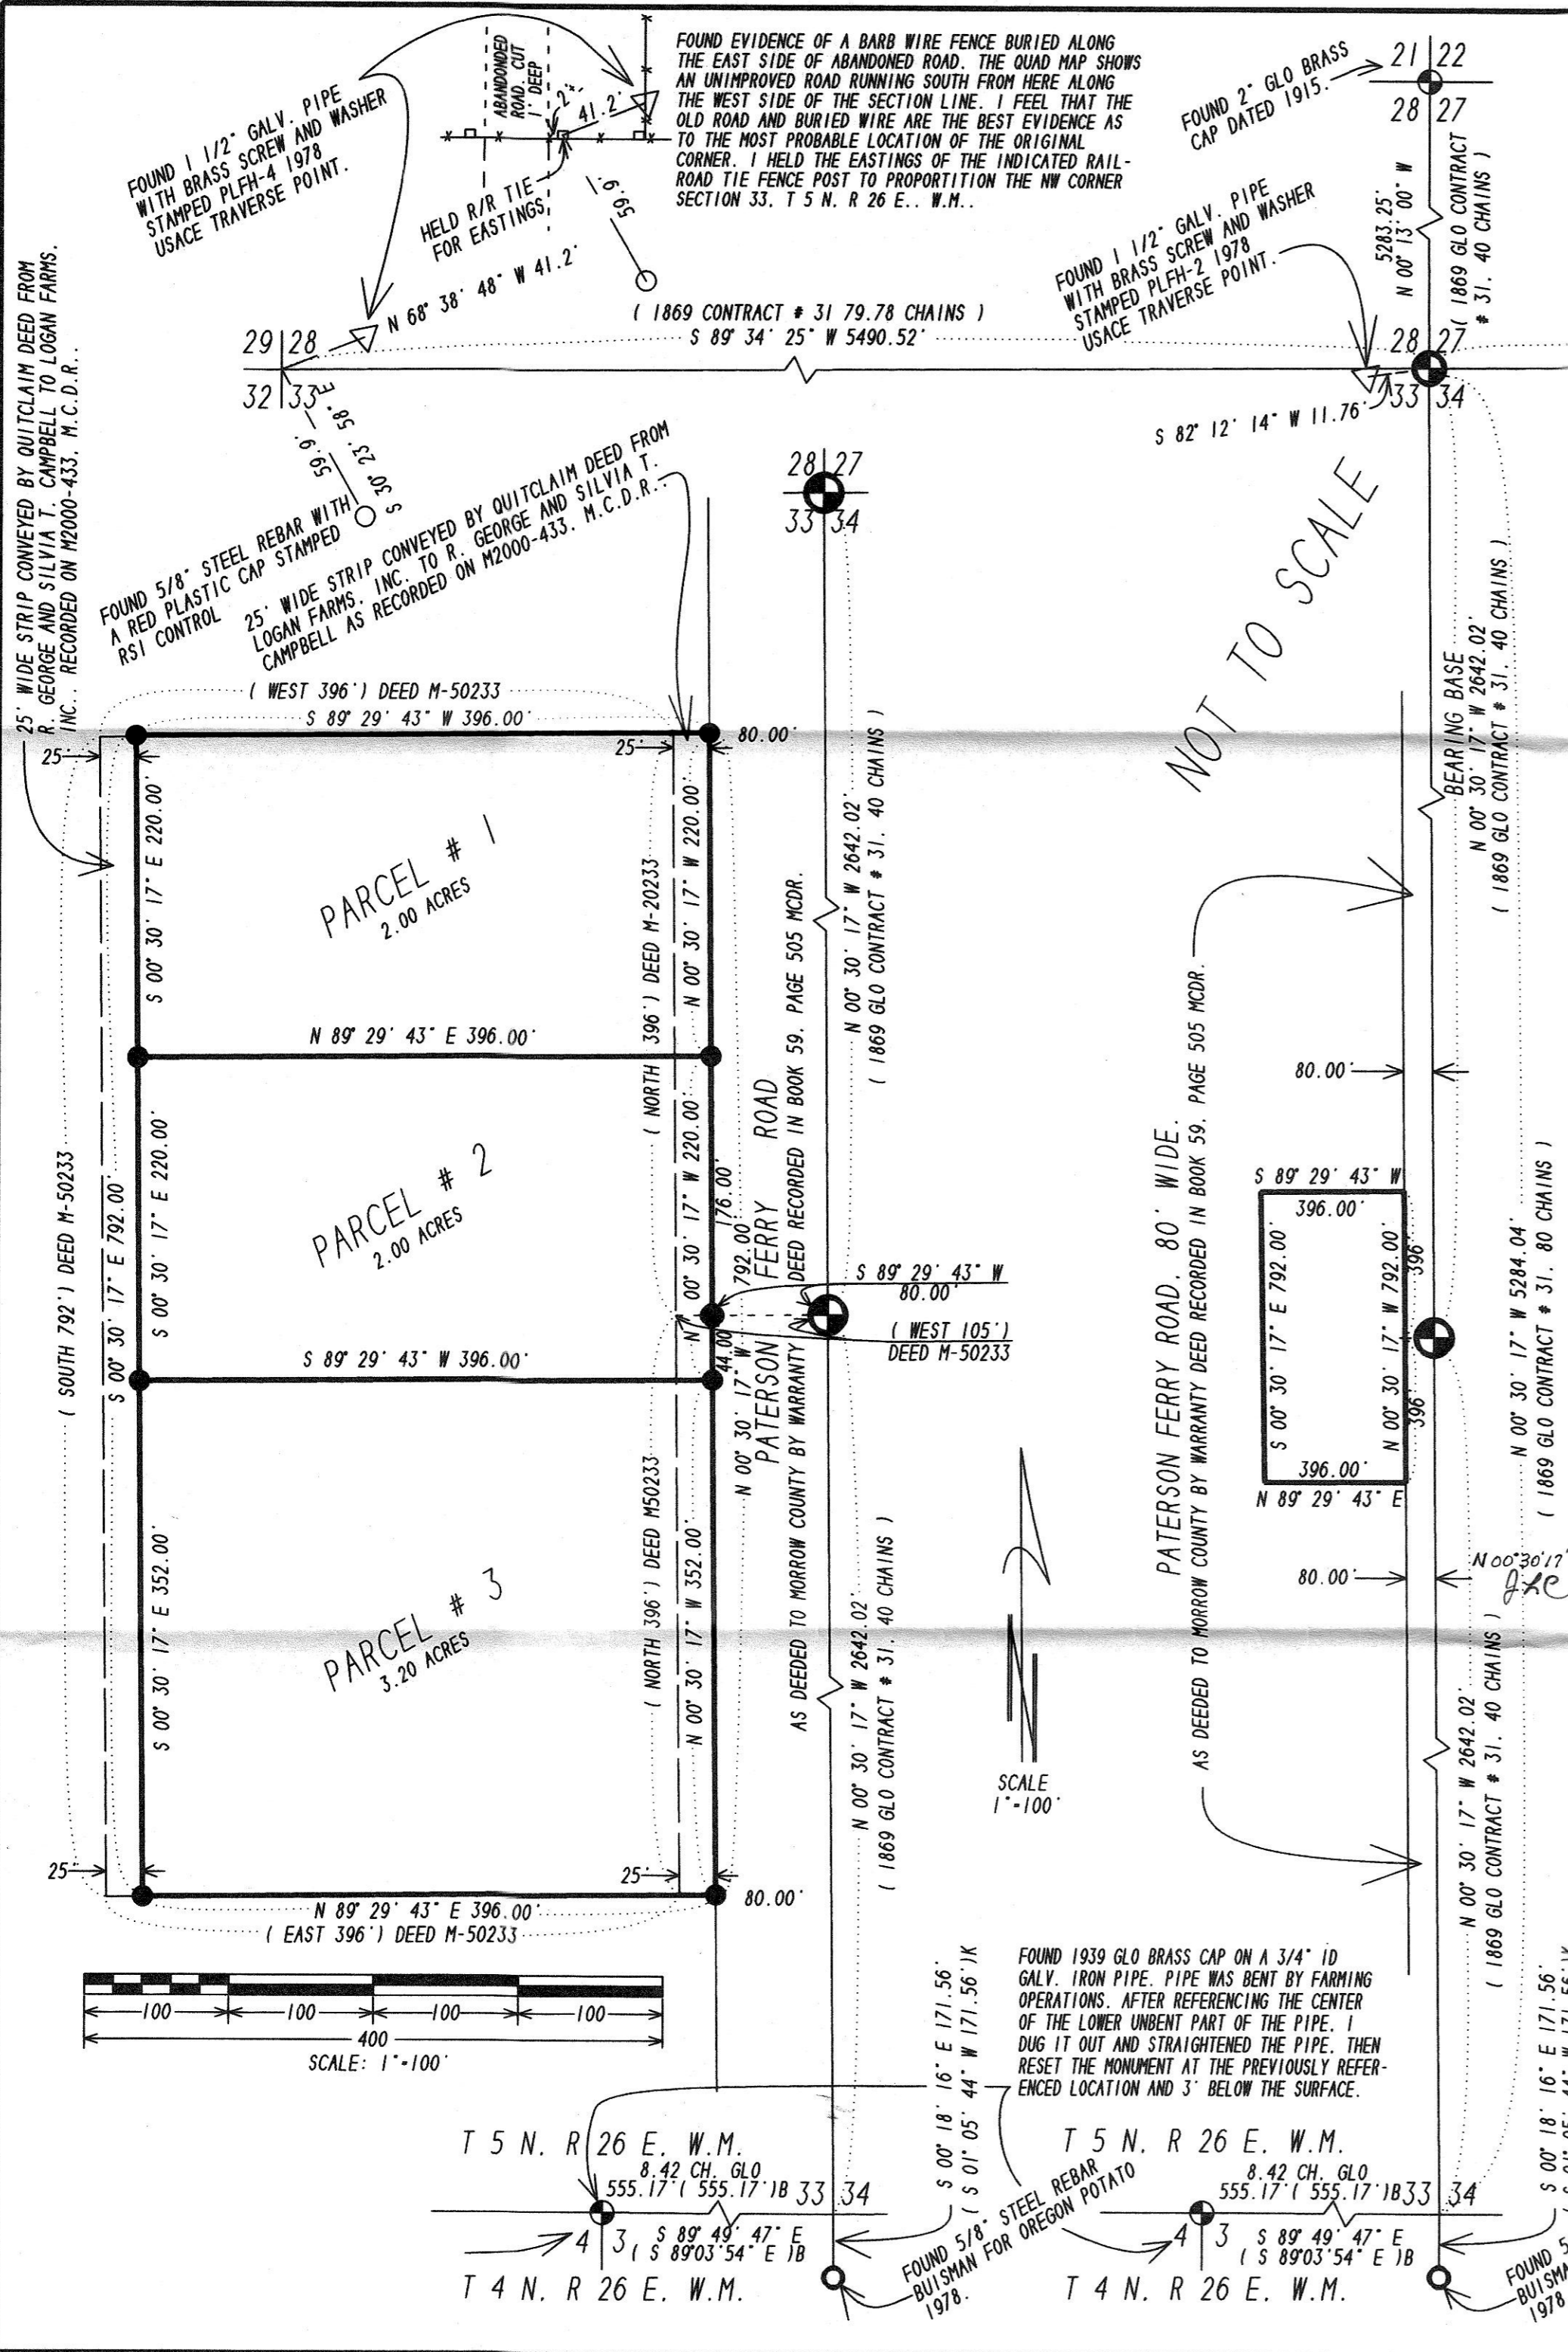 FOUND 1 1/2" GALV. PIPE
WITH BRASS SCREW AND WASHER
STAMPED PLFH-4 1978
USACE TRAVERSE POINT.
ABANDONDED
ROAD. CUT
1' DEEP
2'±
41.2'
59.9'
HELD R/R TIE
FOR EASTINGS
FOUND EVIDENCE OF A BARB WIRE FENCE BURIED ALONG
THE EAST SIDE OF ABANDONED ROAD. THE QUAD MAP SHOWS
AN UNIMPROVED ROAD RUNNING SOUTH FROM HERE ALONG
THE WEST SIDE OF THE SECTION LINE. I FEEL THAT THE
OLD ROAD AND BURIED WIRE ARE THE BEST EVIDENCE AS
TO THE MOST PROBABLE LOCATION OF THE ORIGINAL
CORNER. I HELD THE EASTINGS OF THE INDICATED RAIL-
ROAD TIE FENCE POST TO PROPORTITION THE NW CORNER
SECTION 33. T 5 N. R 26 E.. W.M..
FOUND 2" GLO BRASS
CAP DATED 1915.
21 22
28 27
5283.25'
N 00° 13' 00" W
( 1869 GLO CONTRACT
# 31. 40 CHAINS )
FOUND 1 1/2" GALV. PIPE
WITH BRASS SCREW AND WASHER
STAMPED PLFH-2 1978
USACE TRAVERSE POINT.
28 27
33 34
S 82° 12' 14" W 11.76'
N 68° 38' 48" W 41.2'
( 1869 CONTRACT # 31 79.78 CHAINS )
S 89° 34' 25" W 5490.52'
29 28
32 33
59.9'
S 30° 23' 58" E
FOUND 5/8" STEEL REBAR WITH
A RED PLASTIC CAP STAMPED
RSI CONTROL
25' WIDE STRIP CONVEYED BY QUITCLAIM DEED FROM
R. GEORGE AND SILVIA T. CAMPBELL TO LOGAN FARMS.
INC.. RECORDED ON M2000-433. M.C.D.R..
25' WIDE STRIP CONVEYED BY QUITCLAIM DEED FROM
LOGAN FARMS. INC. TO R. GEORGE AND SILVIA T.
CAMPBELL AS RECORDED ON M2000-433. M.C.D.R..
28 27
33 34
NOT TO SCALE
( WEST 396') DEED M-50233
S 89° 29' 43" W 396.00'
25'
25'
80.00'
S 00° 30' 17" E 220.00'
PARCEL # 1
2.00 ACRES
N 00° 30' 17" W 220.00'
( NORTH 396') DEED M-20233
N 89° 29' 43" E 396.00'
S 00° 30' 17" E 220.00'
PARCEL # 2
2.00 ACRES
N 00° 30' 17" W 220.00'
176.00'
44.00'
S 89° 29' 43" W 396.00'
( SOUTH 792') DEED M-50233
S 00° 30' 17" E 792.00'
S 00° 30' 17" E 352.00'
PARCEL # 3
3.20 ACRES
N 00° 30' 17" W 352.00'
( NORTH 396') DEED M50233
N 00° 30' 17" W 792.00'
PATERSON FERRY ROAD
AS DEEDED TO MORROW COUNTY BY WARRANTY DEED RECORDED IN BOOK 59. PAGE 505 MCDR.
N 00° 30' 17" W 2642.02'
( 1869 GLO CONTRACT # 31. 40 CHAINS )
S 89° 29' 43" W
80.00'
( WEST 105')
DEED M-50233
N 00° 30' 17" W 2642.02'
( 1869 GLO CONTRACT # 31. 40 CHAINS )
25'
25'
80.00'
N 89° 29' 43" E 396.00'
( EAST 396') DEED M-50233
100 100 100 100
400
SCALE: 1"=100'
SCALE
1"=100'
BEARING BASE
N 00° 30' 17" W 2642.02'
( 1869 GLO CONTRACT # 31. 40 CHAINS )
PATERSON FERRY ROAD. 80' WIDE.
AS DEEDED TO MORROW COUNTY BY WARRANTY DEED RECORDED IN BOOK 59. PAGE 505 MCDR.
80.00'
S 89° 29' 43" W
396.00'
S 00° 30' 17" E 792.00'
N 00° 30' 17" W 792.00'
396'
396'
396.00'
N 89° 29' 43" E
80.00'
N 00° 30' 17" W 5284.04'
( 1869 GLO CONTRACT # 31. 80 CHAINS )
N 00°30'17"
JLC
N 00° 30' 17" W 2642.02'
( 1869 GLO CONTRACT # 31. 40 CHAINS )
FOUND 1939 GLO BRASS CAP ON A 3/4" ID
GALV. IRON PIPE. PIPE WAS BENT BY FARMING
OPERATIONS. AFTER REFERENCING THE CENTER
OF THE LOWER UNBENT PART OF THE PIPE. I
DUG IT OUT AND STRAIGHTENED THE PIPE. THEN
RESET THE MONUMENT AT THE PREVIOUSLY REFER-
ENCED LOCATION AND 3' BELOW THE SURFACE.
S 00° 18' 16" E 171.56'
( S 01° 05' 44" W 171.56')K
T 5 N. R 26 E. W.M.
8.42 CH. GLO
555.17'( 555.17')B 33 34
4 3
S 89° 49' 47" E
( S 89°03'54" E )B
T 4 N. R 26 E. W.M.
FOUND 5/8" STEEL REBAR
BUISMAN FOR OREGON POTATO
1978.
T 5 N. R 26 E. W.M.
8.42 CH. GLO
555.17'( 555.17')B 33 34
4 3
S 89° 49' 47" E
( S 89°03'54" E )B
T 4 N. R 26 E. W.M.
S 00° 18' 16" E 171.56'
FOUND 5
BUISMA
1978